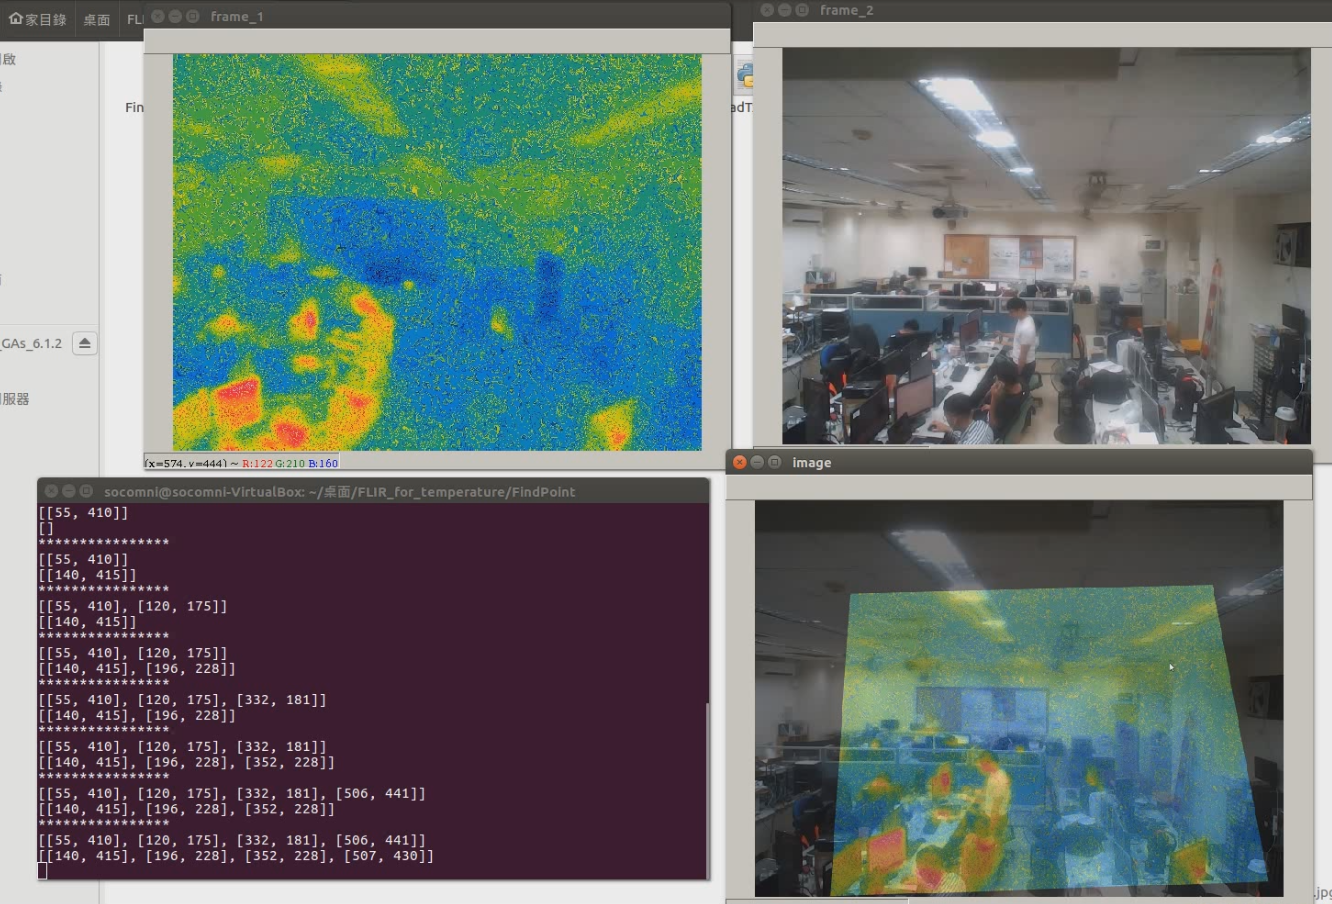 家目錄 桌面 FLI
frame_1
frame_2
啟
Fin
adT
_GAs_6.1.2
服器
(x=574, y=444) ~ R:122 G:210 B:160
image
socomni@socomni-VirtualBox: ~/桌面/FLIR_for_temperature/FindPoint
[[55, 410]]
[]
****************
[[55, 410]]
[[140, 415]]
****************
[[55, 410], [120, 175]]
[[140, 415]]
****************
[[55, 410], [120, 175]]
[[140, 415], [196, 228]]
****************
[[55, 410], [120, 175], [332, 181]]
[[140, 415], [196, 228]]
****************
[[55, 410], [120, 175], [332, 181]]
[[140, 415], [196, 228], [352, 228]]
****************
[[55, 410], [120, 175], [332, 181], [506, 441]]
[[140, 415], [196, 228], [352, 228]]
****************
[[55, 410], [120, 175], [332, 181], [506, 441]]
[[140, 415], [196, 228], [352, 228], [507, 430]]
.jpg